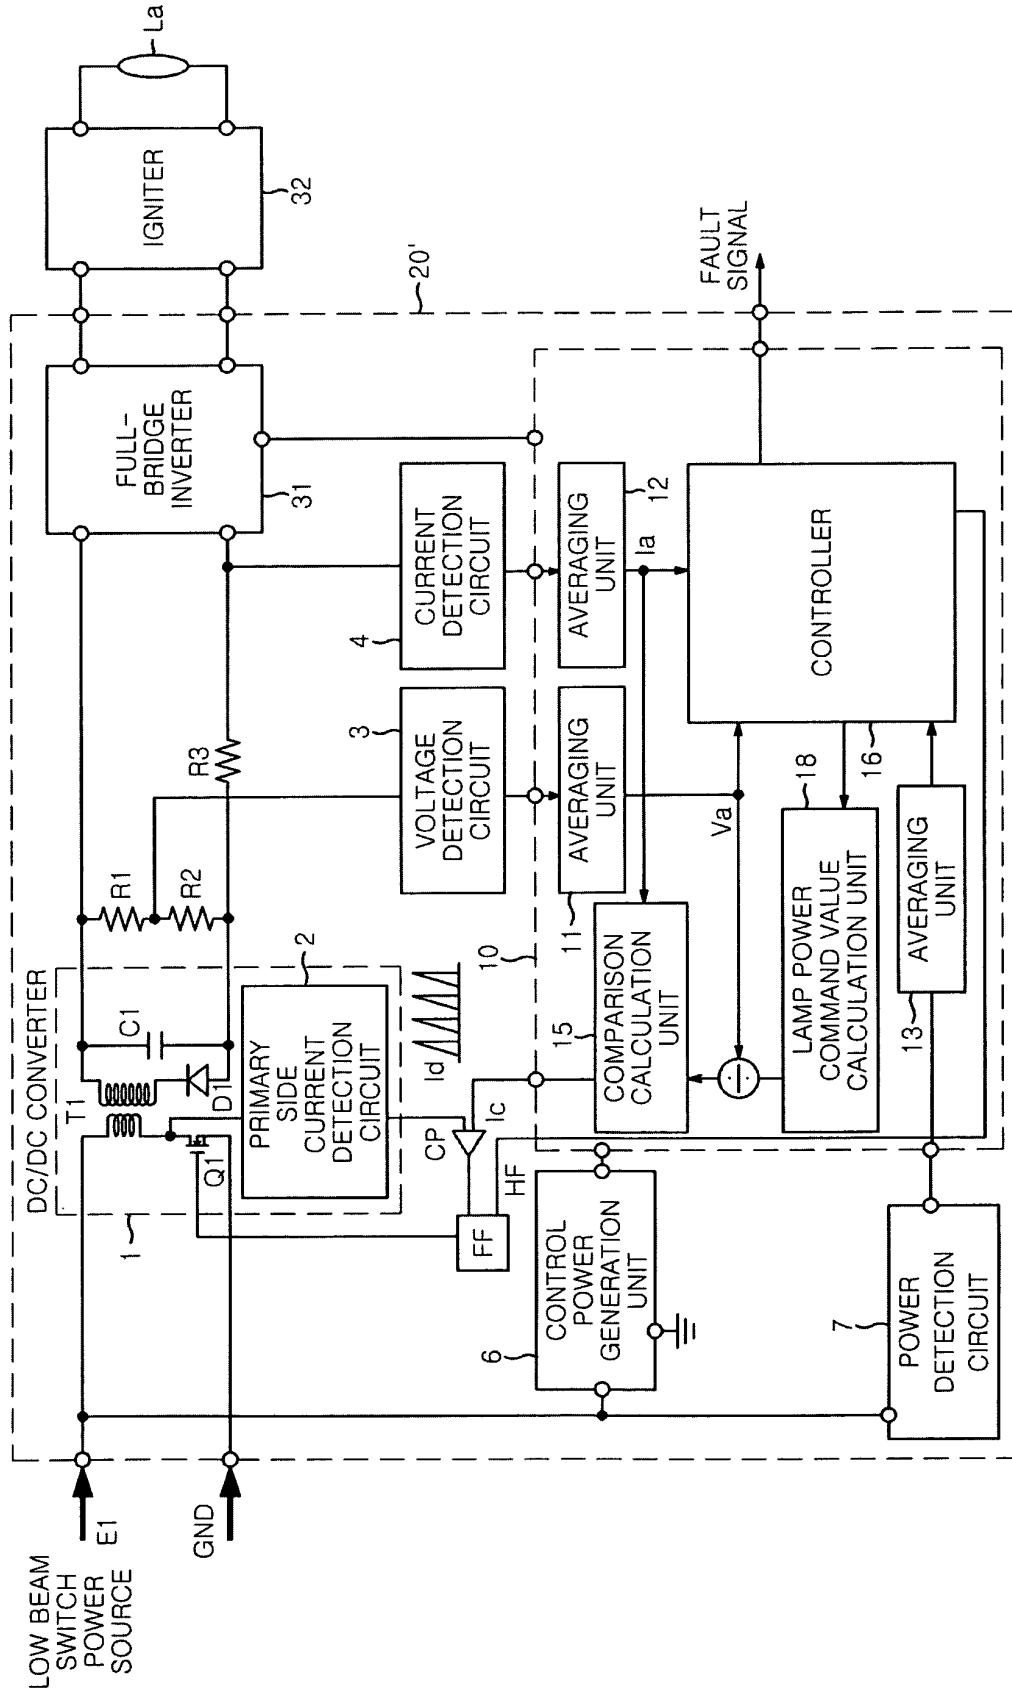 LOW BEAM
SWITCH
POWER
SOURCE
E1
GND
DC/DC CONVERTER
1
T1
C1
D1
Q1
PRIMARY
SIDE
CURRENT
DETECTION
CIRCUIT
2
R1
R2
R3
FULL-
BRIDGE
INVERTER
31
IGNITER
32
La
20'
Id
CP
Ic
FF
HF
VOLTAGE
DETECTION
CIRCUIT
3
CURRENT
DETECTION
CIRCUIT
4
10
AVERAGING
UNIT
11
AVERAGING
UNIT
12
Ia
Va
COMPARISON
CALCULATION
UNIT
15
LAMP POWER
COMMAND VALUE
CALCULATION UNIT
18
CONTROLLER
16
AVERAGING
UNIT
13
CONTROL
POWER
GENERATION
UNIT
6
POWER
DETECTION
CIRCUIT
7
FAULT
SIGNAL